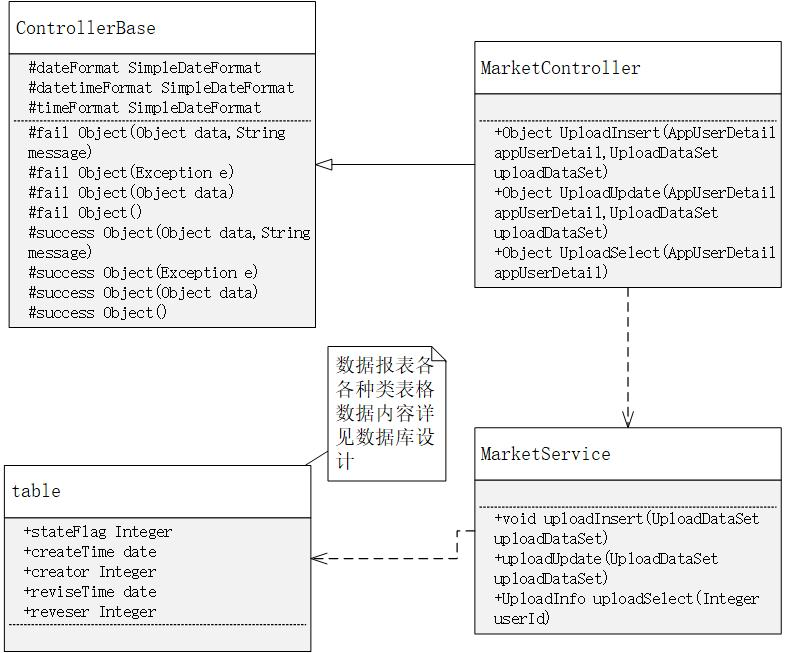 ControllerBase
#dateFormat SimpleDateFormat
#datetimeFormat SimpleDateFormat
#timeFormat SimpleDateFormat
#fail Object(Object data,String
message)
#fail Object(Exception e)
#fail Object(Object data)
#fail Object()
#success Object(Object data,String
message)
#success Object(Exception e)
#success Object(Object data)
#success Object()
MarketController
+Object UploadInsert(AppUserDetail
appUserDetail,UploadDataSet
uploadDataSet)
+Object UploadUpdate(AppUserDetail
appUserDetail,UploadDataSet
uploadDataSet)
+Object UploadSelect(AppUserDetail
appUserDetail)
数据报表各
各种类表格
数据内容详
见数据库设
计
table
+stateFlag Integer
+createTime date
+creator Integer
+reviseTime date
+reveser Integer
MarketService
+void uploadInsert(UploadDataSet
uploadDataSet)
+uploadUpdate(UploadDataSet
uploadDataSet)
+UploadInfo uploadSelect(Integer
userId)